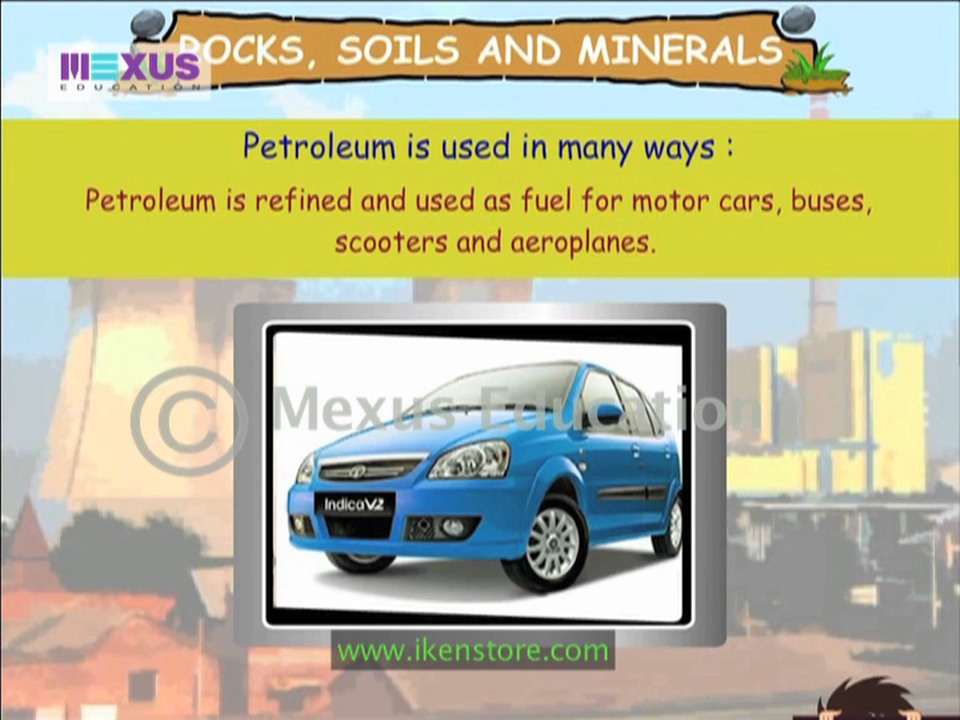 ROCKS, SOILS AND MINERALS
MEXUS
EDUCATION
Petroleum is used in many ways :
Petroleum is refined and used as fuel for motor cars, buses,
scooters and aeroplanes.
© Mexus Education
IndicaV2
www.ikenstore.com